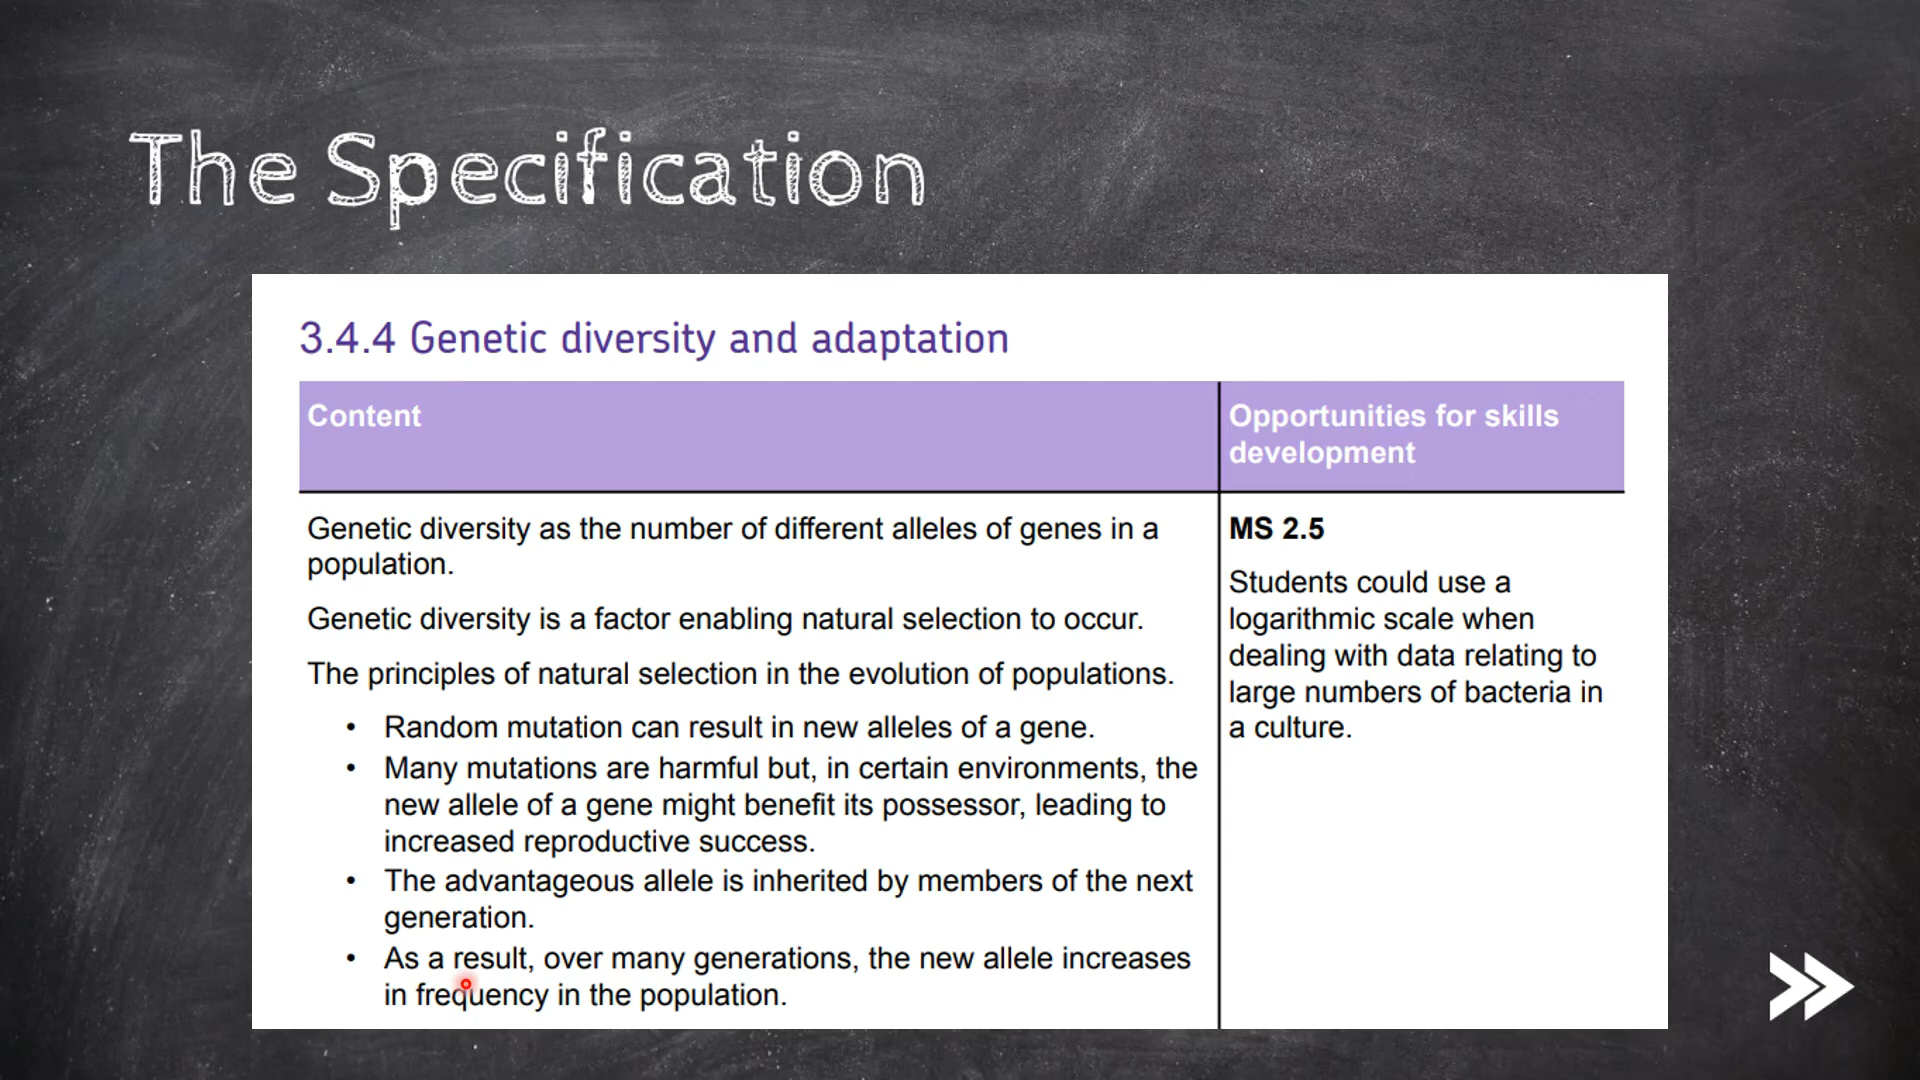 The Specification
3.4.4 Genetic diversity and adaptation
Content
Opportunities for skills
development
Genetic diversity as the number of different alleles of genes in a
population.
Genetic diversity is a factor enabling natural selection to occur.
The principles of natural selection in the evolution of populations.
• Random mutation can result in new alleles of a gene.
• Many mutations are harmful but, in certain environments, the
new allele of a gene might benefit its possessor, leading to
increased reproductive success.
• The advantageous allele is inherited by members of the next
generation.
• As a result, over many generations, the new allele increases
in frequency in the population.
MS 2.5
Students could use a
logarithmic scale when
dealing with data relating to
large numbers of bacteria in
a culture.